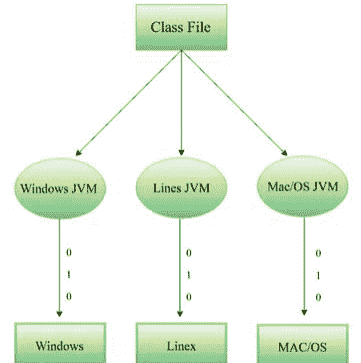 Class File
Windows JVM
Lines JVM
Mac/OS JVM
0 0 0
1 1 1
0 0 0
Windows
Linex
MAC/OS